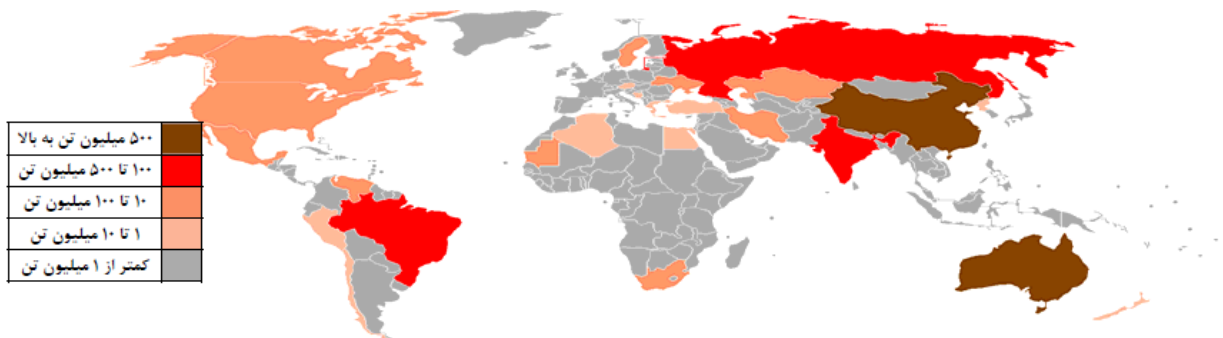 ۵۰۰ میلیون تن به بالا
۱۰۰ تا ۵۰۰ میلیون تن
۱۰ تا ۱۰۰ میلیون تن
۱ تا ۱۰ میلیون تن
کمتر از ۱ میلیون تن